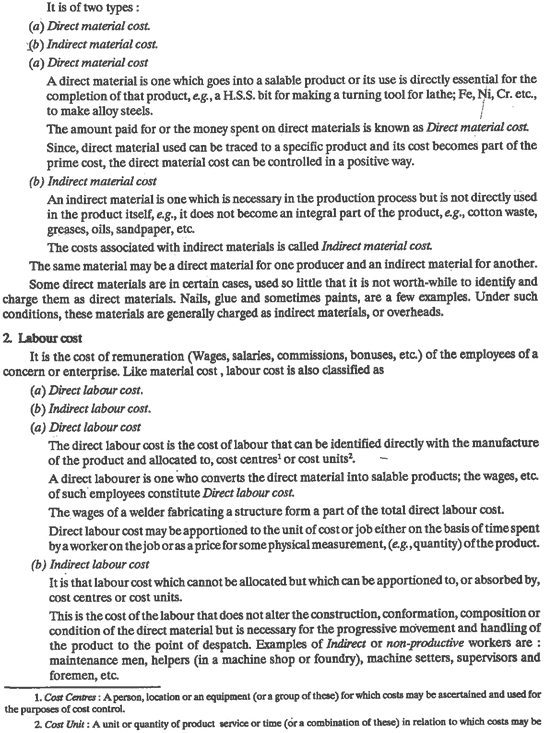 It is of two types :
(a) Direct material cost.
(b) Indirect material cost.
(a) Direct material cost
A direct material is one which goes into a salable product or its use is directly essential for the
completion of that product, e.g., a H.S.S. bit for making a turning tool for lathe; Fe, Ni, Cr. etc.,
to make alloy steels.
The amount paid for or the money spent on direct materials is known as Direct material cost.
Since, direct material used can be traced to a specific product and its cost becomes part of the
prime cost, the direct material cost can be controlled in a positive way.
(b) Indirect material cost
An indirect material is one which is necessary in the production process but is not directly used
in the product itself, e.g., it does not become an integral part of the product, e.g., cotton waste,
greases, oils, sandpaper, etc.
The costs associated with indirect materials is called Indirect material cost.
The same material may be a direct material for one producer and an indirect material for another.
Some direct materials are in certain cases, used so little that it is not worth-while to identify and
charge them as direct materials. Nails, glue and sometimes paints, are a few examples. Under such
conditions, these materials are generally charged as indirect materials, or overheads.
2. Labour cost
It is the cost of remuneration (Wages, salaries, commissions, bonuses, etc.) of the employees of a
concern or enterprise. Like material cost , labour cost is also classified as
(a) Direct labour cost.
(b) Indirect labour cost.
(a) Direct labour cost
The direct labour cost is the cost of labour that can be identified directly with the manufacture
of the product and allocated to, cost centres¹ or cost units².
A direct labourer is one who converts the direct material into salable products; the wages, etc.
of such employees constitute Direct labour cost.
The wages of a welder fabricating a structure form a part of the total direct labour cost.
Direct labour cost may be apportioned to the unit of cost or job either on the basis of time spent
by a worker on the job or as a price for some physical measurement, (e.g., quantity) of the product.
(b) Indirect labour cost
It is that labour cost which cannot be allocated but which can be apportioned to, or absorbed by,
cost centres or cost units.
This is the cost of the labour that does not alter the construction, conformation, composition or
condition of the direct material but is necessary for the progressive movement and handling of
the product to the point of despatch. Examples of Indirect or non-productive workers are :
maintenance men, helpers (in a machine shop or foundry), machine setters, supervisors and
foremen, etc.
1. Cost Centres : A person, location or an equipment (or a group of these) for which costs may be ascertained and used for
the purposes of cost control.
2. Cost Unit : A unit or quantity of product service or time (or a combination of these) in relation to which costs may be